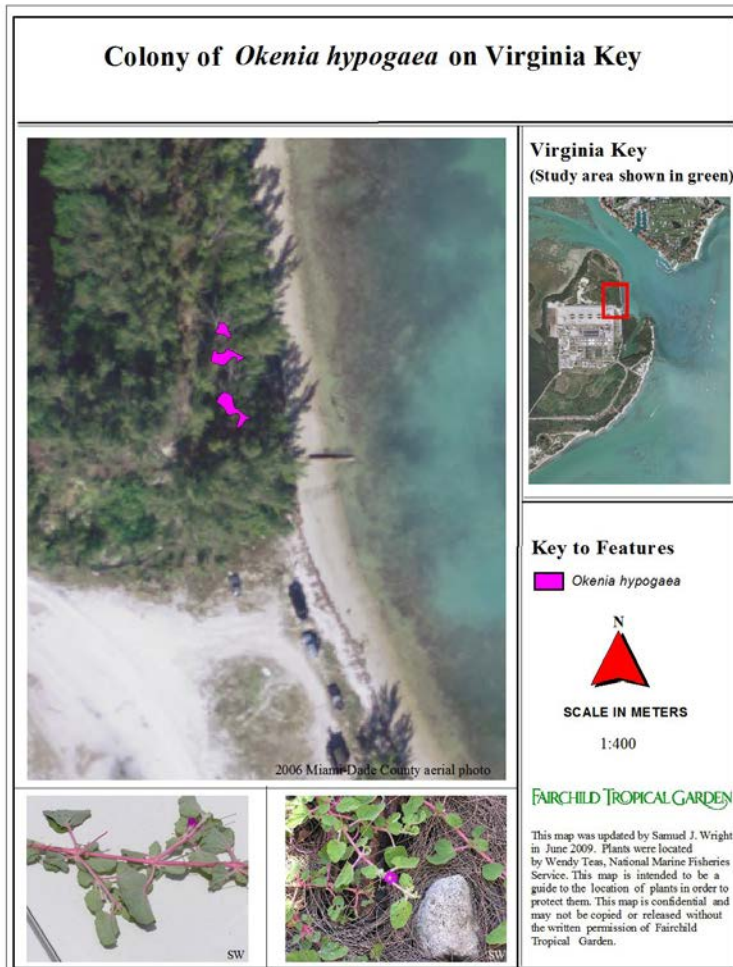 Colony of Okenia hypogaea on Virginia Key
Virginia Key
(Study area shown in green)
2006 Miami-Dade County aerial photo
Key to Features
Okenia hypogaea
N
SCALE IN METERS
1:400
FAIRCHILD TROPICAL GARDEN
This map was updated by Samuel J. Wright
in June 2009. Plants were located
by Wendy Teas, National Marine Fisheries
Service. This map is intended to be a
guide to the location of plants in order to
protect them. This map is confidential and
may not be copied or released without
the written permission of Fairchild
Tropical Garden.
SW
SW